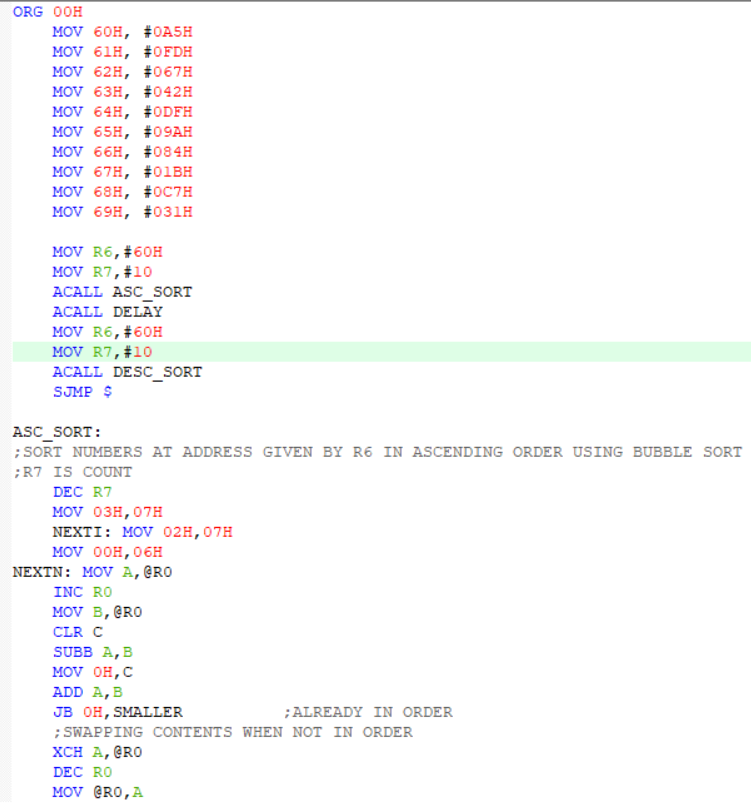 ORG 00H
MOV 60H, #0A5H
MOV 61H, #0FDH
MOV 62H, #067H
MOV 63H, #042H
MOV 64H, #0DFH
MOV 65H, #09AH
MOV 66H, #084H
MOV 67H, #01BH
MOV 68H, #0C7H
MOV 69H, #031H
MOV R6,#60H
MOV R7,#10
ACALL ASC_SORT
ACALL DELAY
MOV R6,#60H
MOV R7,#10
ACALL DESC_SORT
SJMP $
ASC_SORT:
;SORT NUMBERS AT ADDRESS GIVEN BY R6 IN ASCENDING ORDER USING BUBBLE SORT
;R7 IS COUNT
DEC R7
MOV 03H,07H
NEXTI: MOV 02H,07H
MOV 00H,06H
NEXTN: MOV A,@R0
INC R0
MOV B,@R0
CLR C
SUBB A,B
MOV 0H,C
ADD A,B
JB 0H,SMALLER ;ALREADY IN ORDER
;SWAPPING CONTENTS WHEN NOT IN ORDER
XCH A,@R0
DEC R0
MOV @R0,A